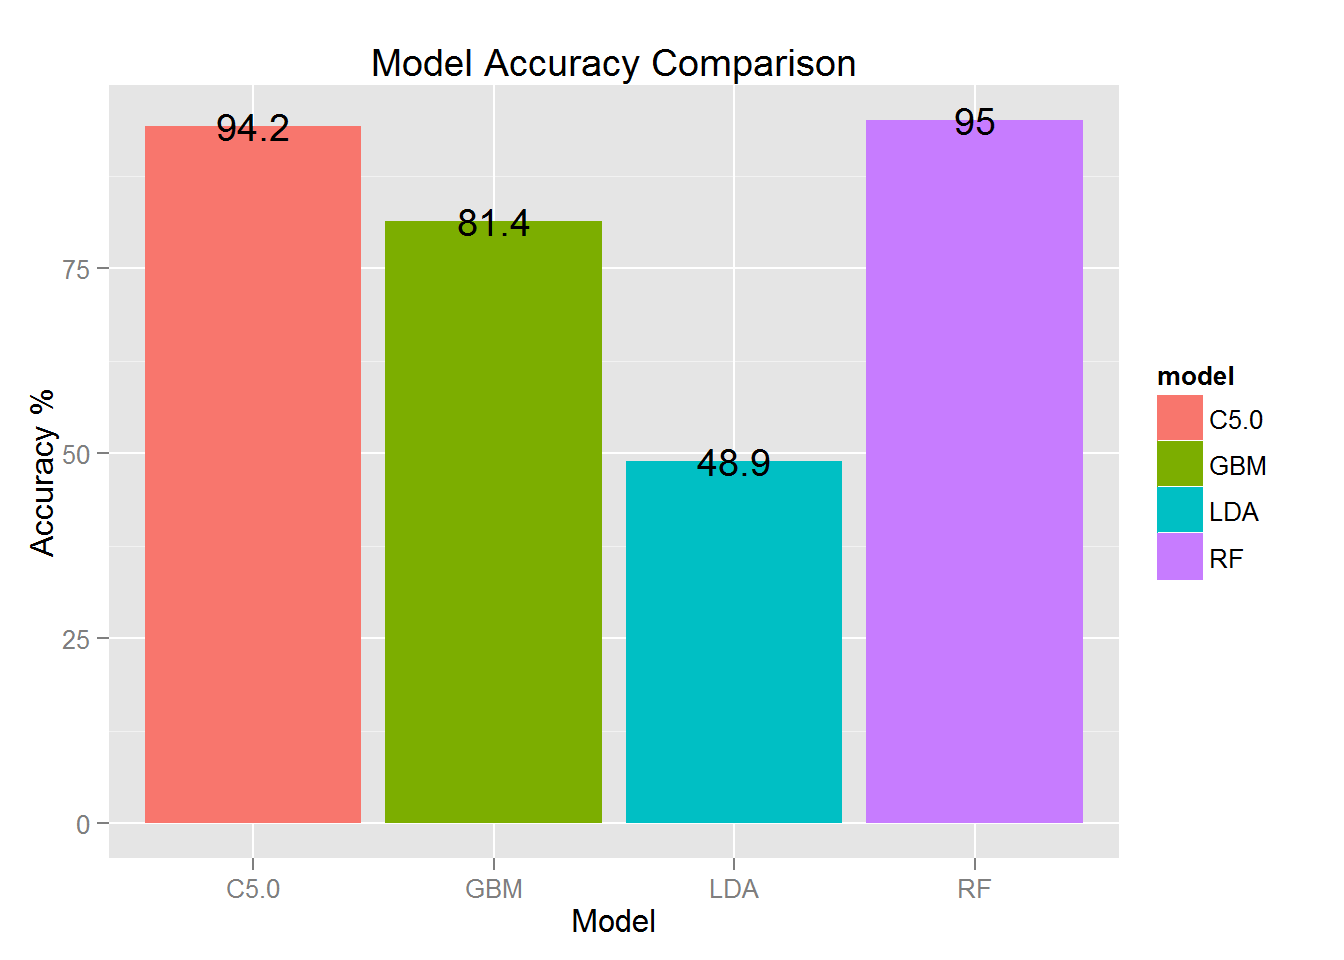 Model Accuracy Comparison
94.2
81.4
48.9
95
Accuracy %
75
50
25
0
C5.0
GBM
LDA
RF
Model
model
C5.0
GBM
LDA
RF